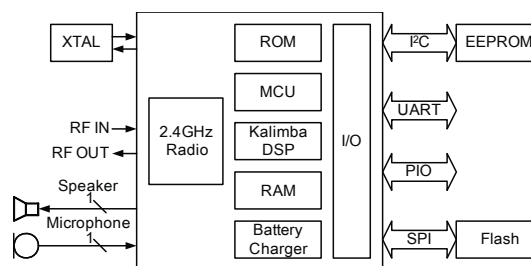 XTAL
RF IN
RF OUT
Speaker
1
Microphone
1
2.4GHz
Radio
ROM
MCU
Kalimba
DSP
RAM
Battery
Charger
I/O
I²C
UART
PIO
SPI
EEPROM
Flash